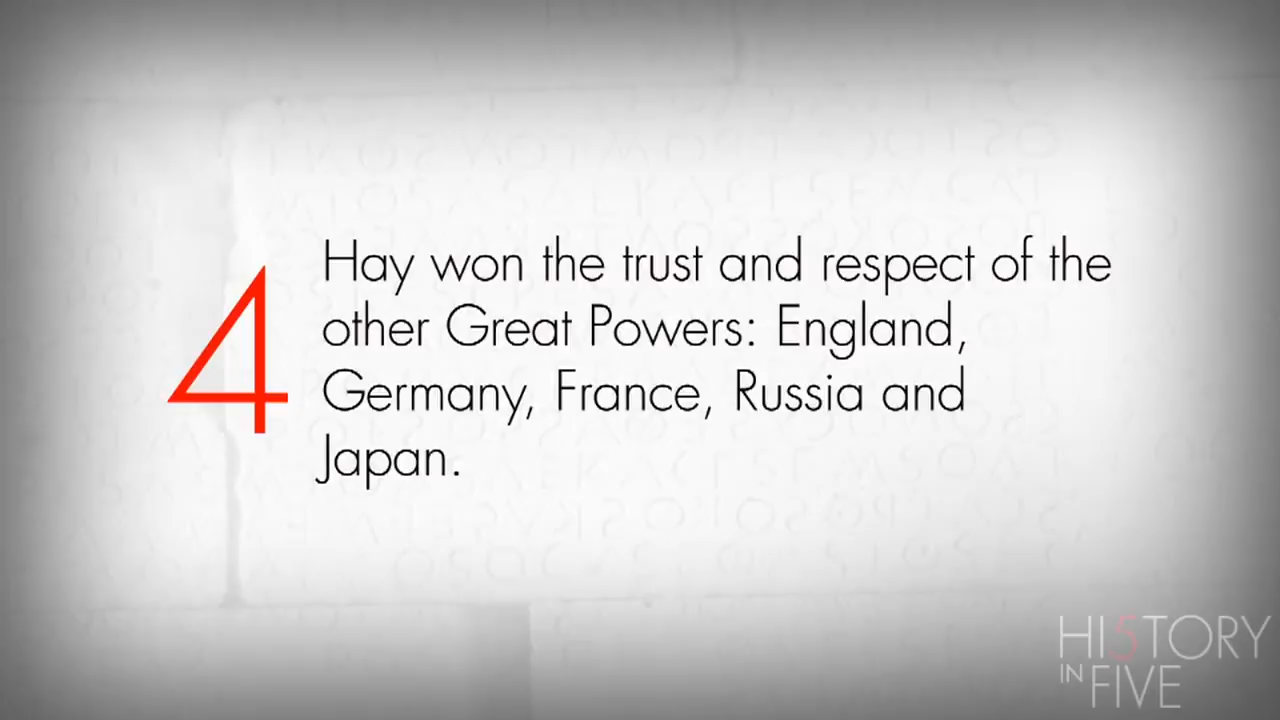 4
Hay won the trust and respect of the
other Great Powers: England,
Germany, France, Russia and
Japan.
HI5TORY
IN FIVE